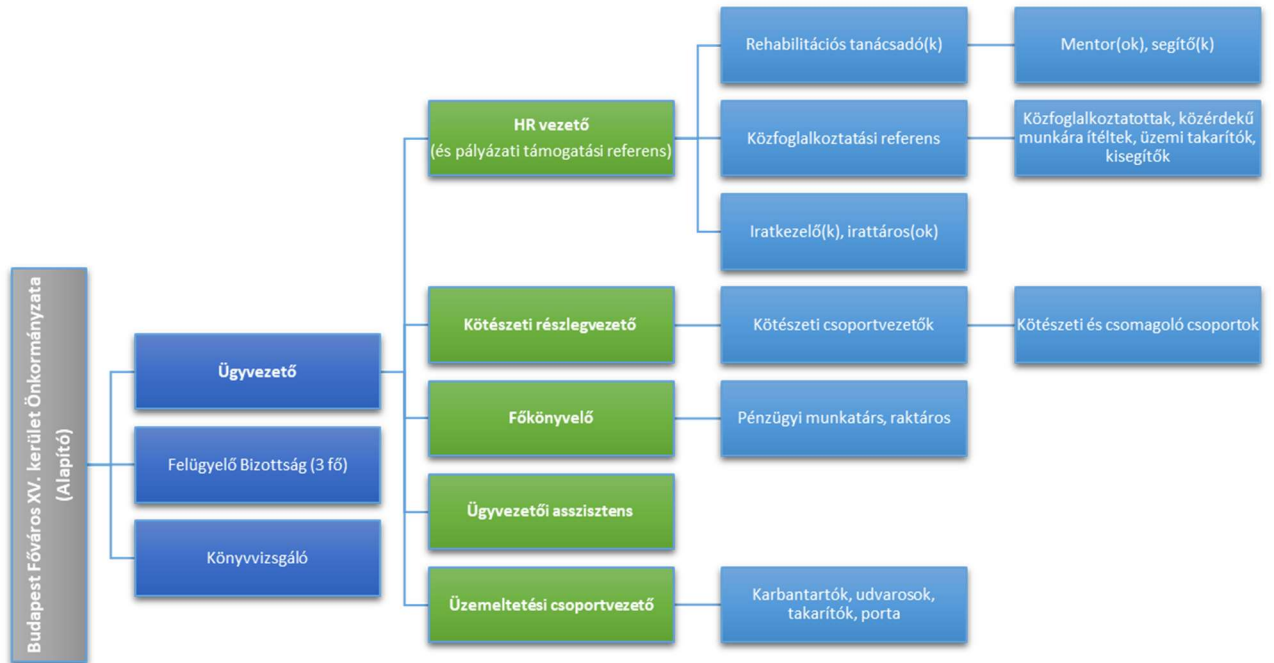 Budapest Főváros XV. kerület Önkormányzata
(Alapító)
Ügyvezető
Felügyelő Bizottság (3 fő)
Könyvvizsgáló
HR vezető
(és pályázati támogatási referens)
Kötészeti részlegvezető
Főkönyvelő
Ügyvezetői asszisztens
Üzemeltetési csoportvezető
Rehabilitációs tanácsadó(k)
Közfoglalkoztatási referens
Iratkezelő(k), irattáros(ok)
Kötészeti csoportvezetők
Pénzügyi munkatárs, raktáros
Karbantartók, udvarosok,
takarítók, porta
Mentor(ok), segítő(k)
Közfoglalkoztatottak, közérdekű
munkára ítéltek, üzemi takarítók,
kisegítők
Kötészeti és csomagoló csoportok